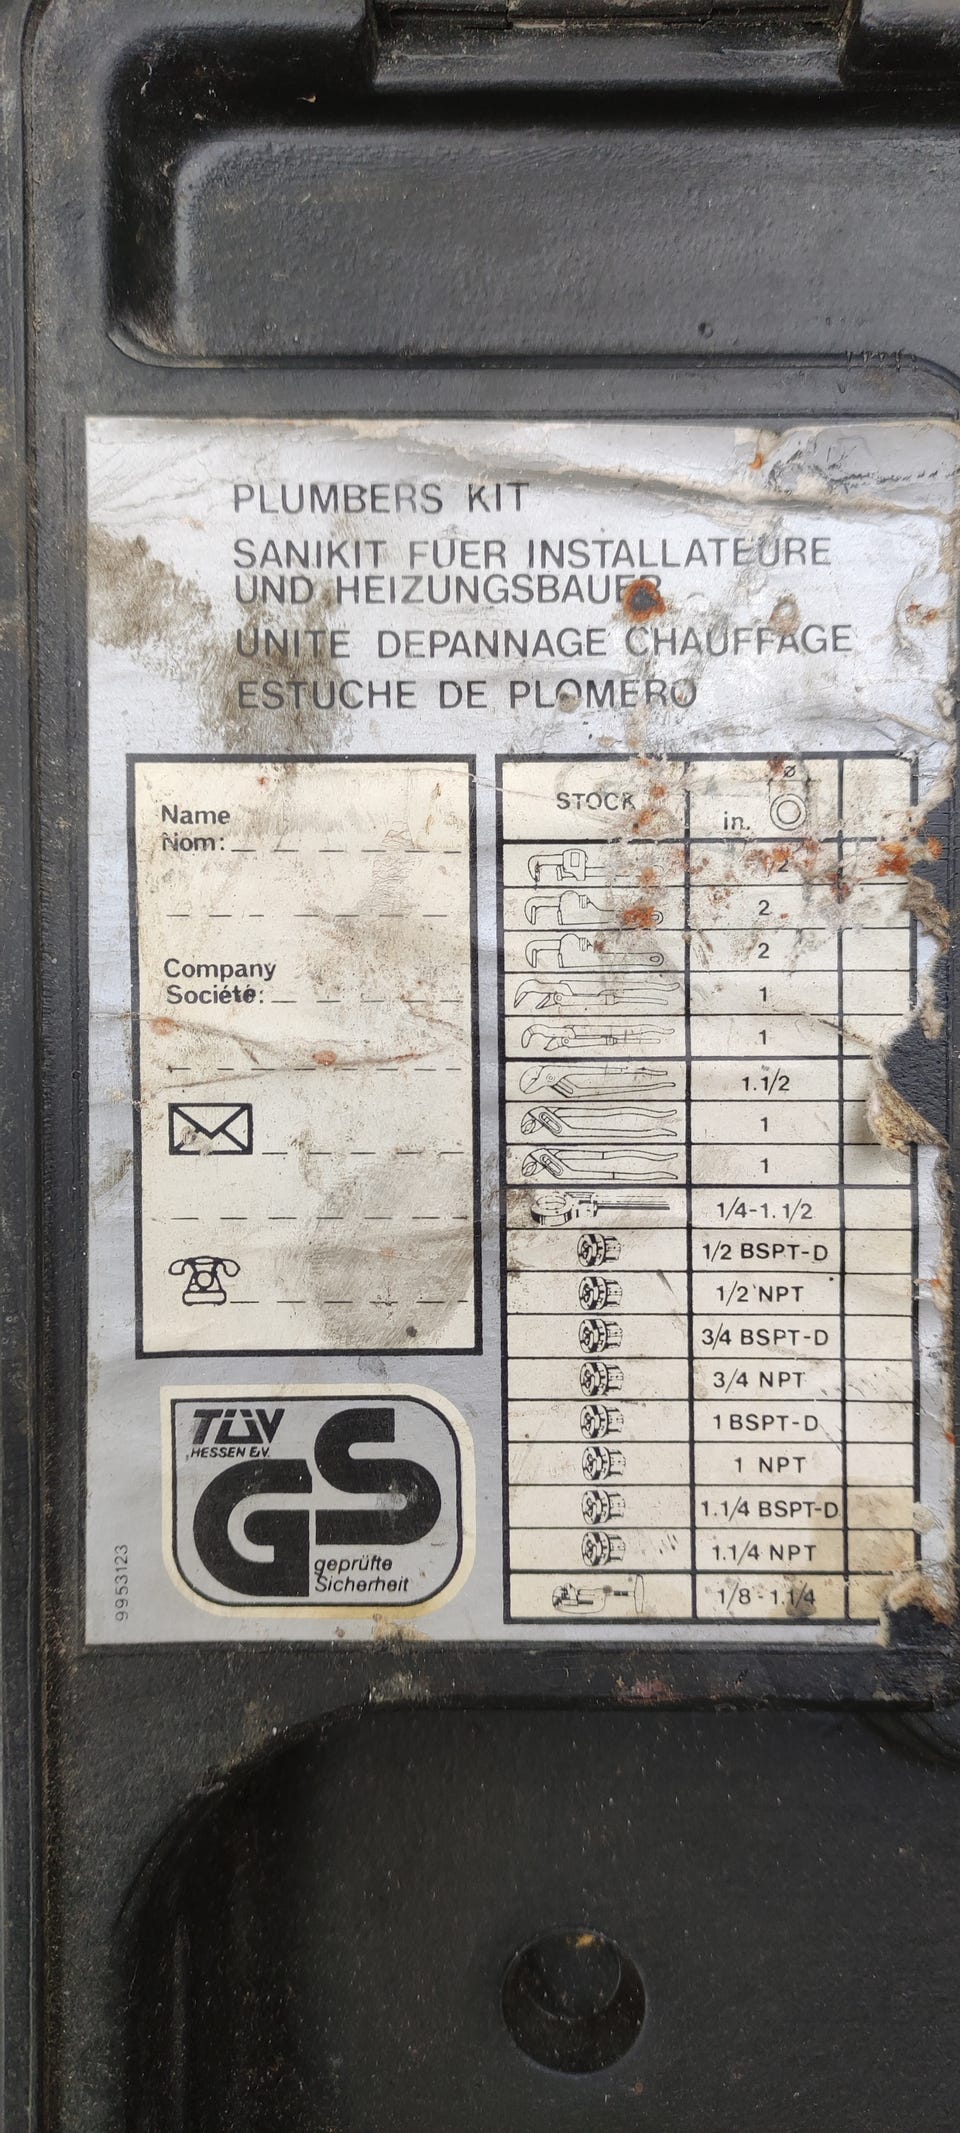 PLUMBERS KIT
SANIKIT FUER INSTALLATEURE
UND HEIZUNGSBAUER
UNITE DEPANNAGE CHAUFFAGE
ESTUCHE DE PLOMERO
Name
Nom:
Company
Société:
TÜV
HESSEN E.V.
GS
geprüfte
Sicherheit
9953123
STOCK in. ø
2
2
1
1
1.1/2
1
1
1/4-1.1/2
1/2 BSPT-D
1/2 NPT
3/4 BSPT-D
3/4 NPT
1 BSPT-D
1 NPT
1.1/4 BSPT-D
1.1/4 NPT
1/8-1.1/4